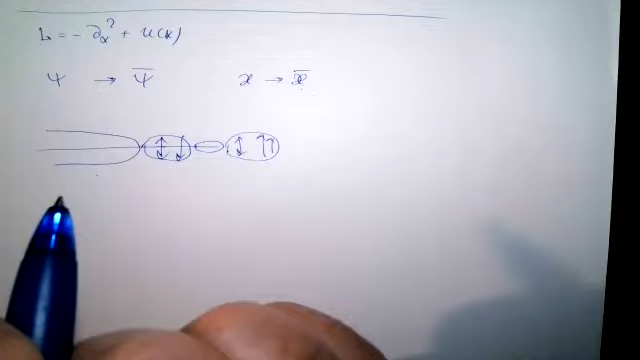 L = - ∂ₓ² + u(x)
ψ → ψ̄ x → x̄